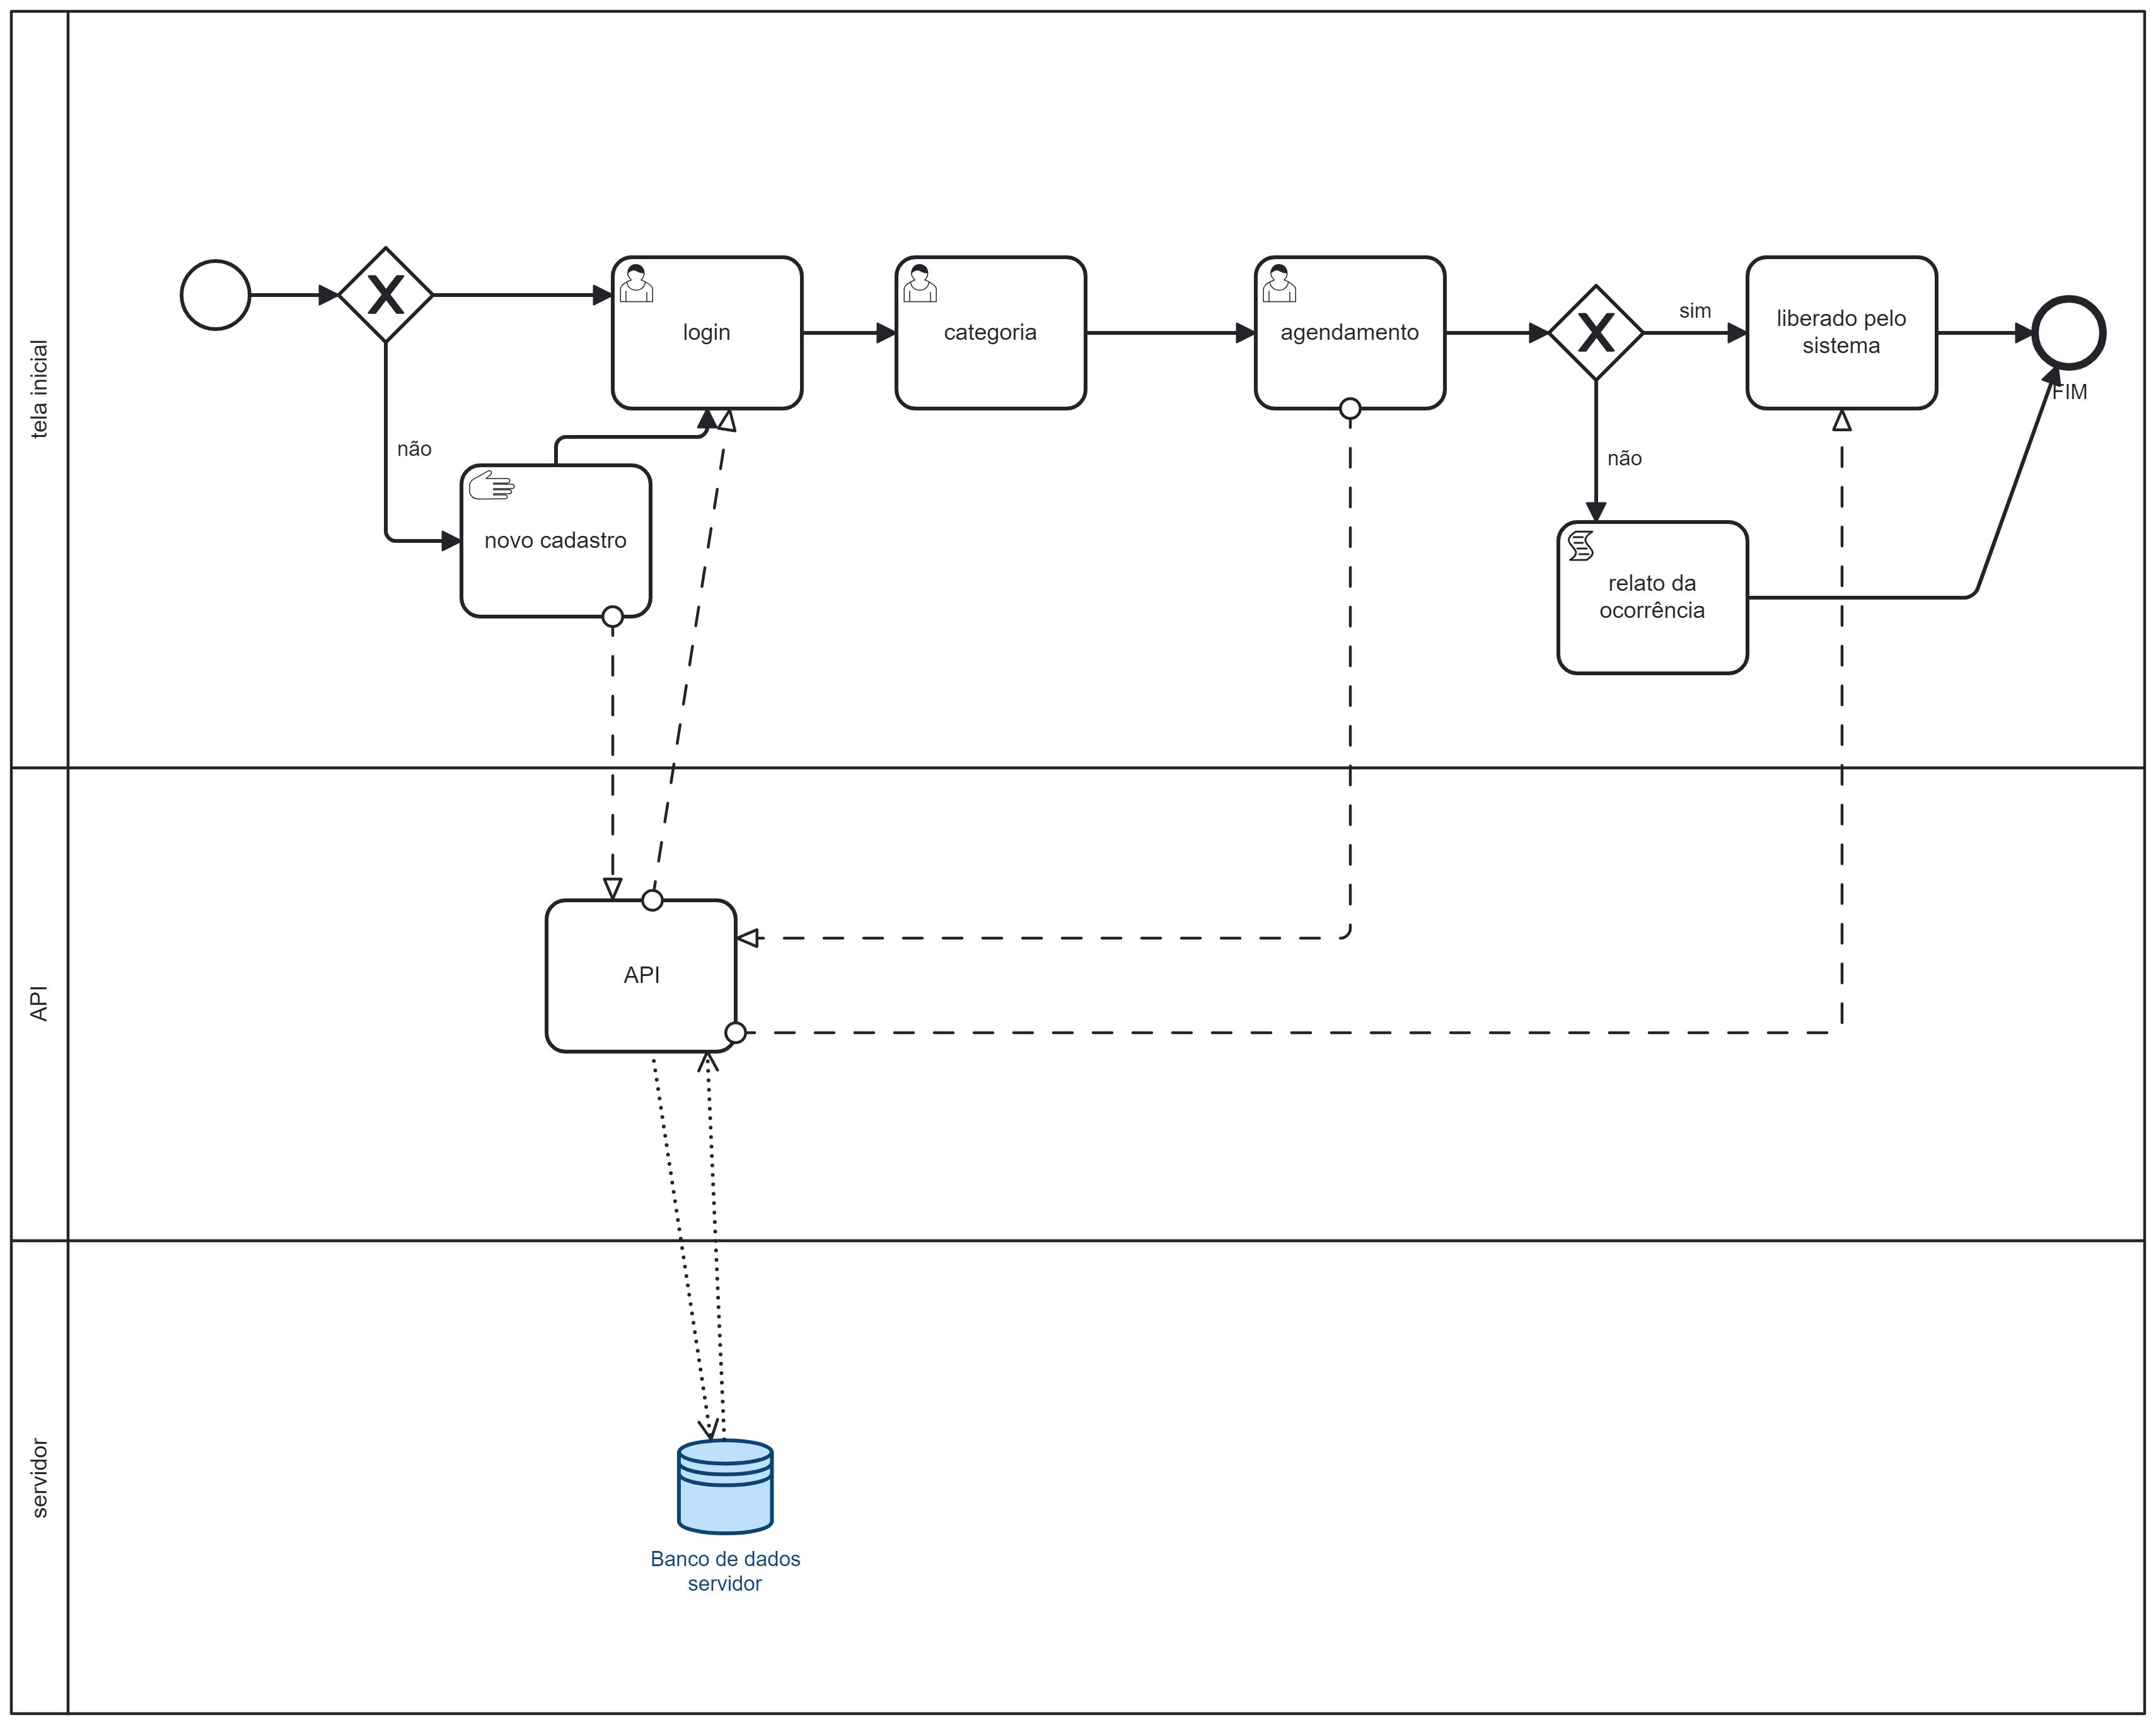 tela inicial
login
categoria
agendamento
sim
liberado pelo
sistema
FIM
não
não
novo cadastro
relato da
ocorrência
API
API
servidor
Banco de dados
servidor